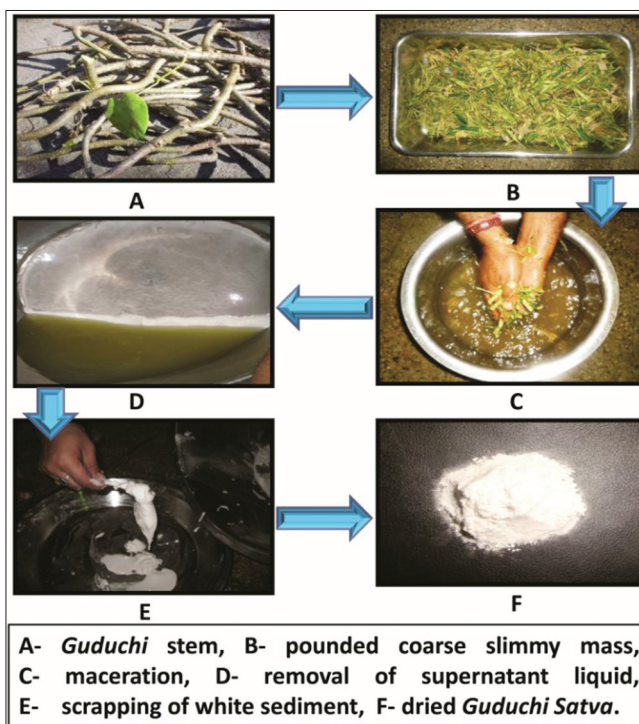 A
B
D
C
E
F
A- Guduchi stem, B- pounded coarse slimmy mass,
C- maceration, D- removal of supernatant liquid,
E- scrapping of white sediment, F- dried Guduchi Satva.